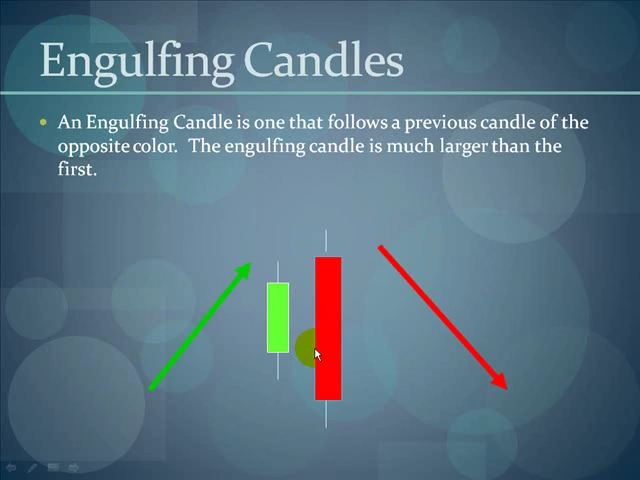 Engulfing Candles
An Engulfing Candle is one that follows a previous candle of the
opposite color.  The engulfing candle is much larger than the
first.